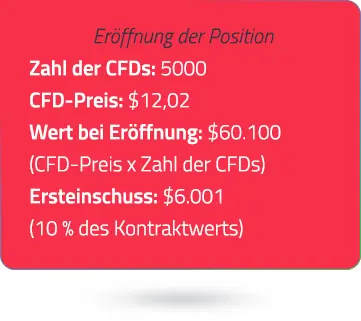 Eröffnung der Position
Zahl der CFDs: 5000
CFD-Preis: $12,02
Wert bei Eröffnung: $60.100
(CFD-Preis x Zahl der CFDs)
Ersteinschuss: $6.001
(10 % des Kontraktwerts)